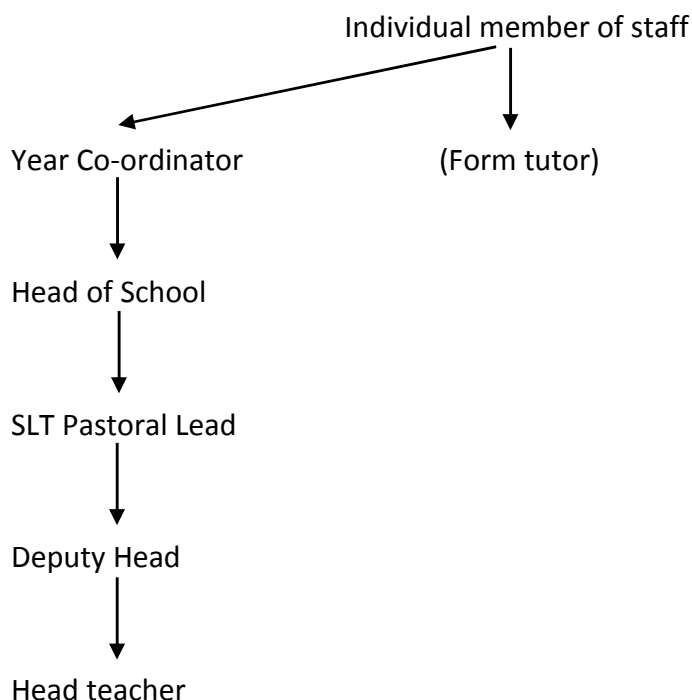 Individual member of staff
Year Co-ordinator (Form tutor)
Head of School
SLT Pastoral Lead
Deputy Head
Head teacher